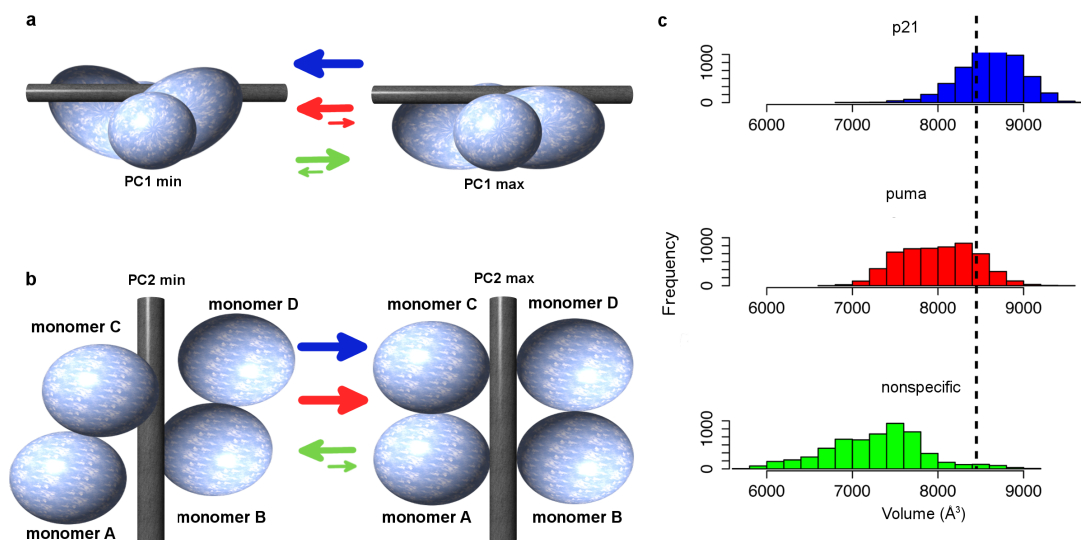 a
PC1 min
PC1 max
b
PC2 min
PC2 max
monomer C
monomer D
monomer A
monomer B
monomer C
monomer D
monomer A
monomer B
c
p21
1000
0
6000 7000 8000 9000
puma
1000
0
6000 7000 8000 9000
nonspecific
1000
0
6000 7000 8000 9000
Frequency
Volume (Å³)